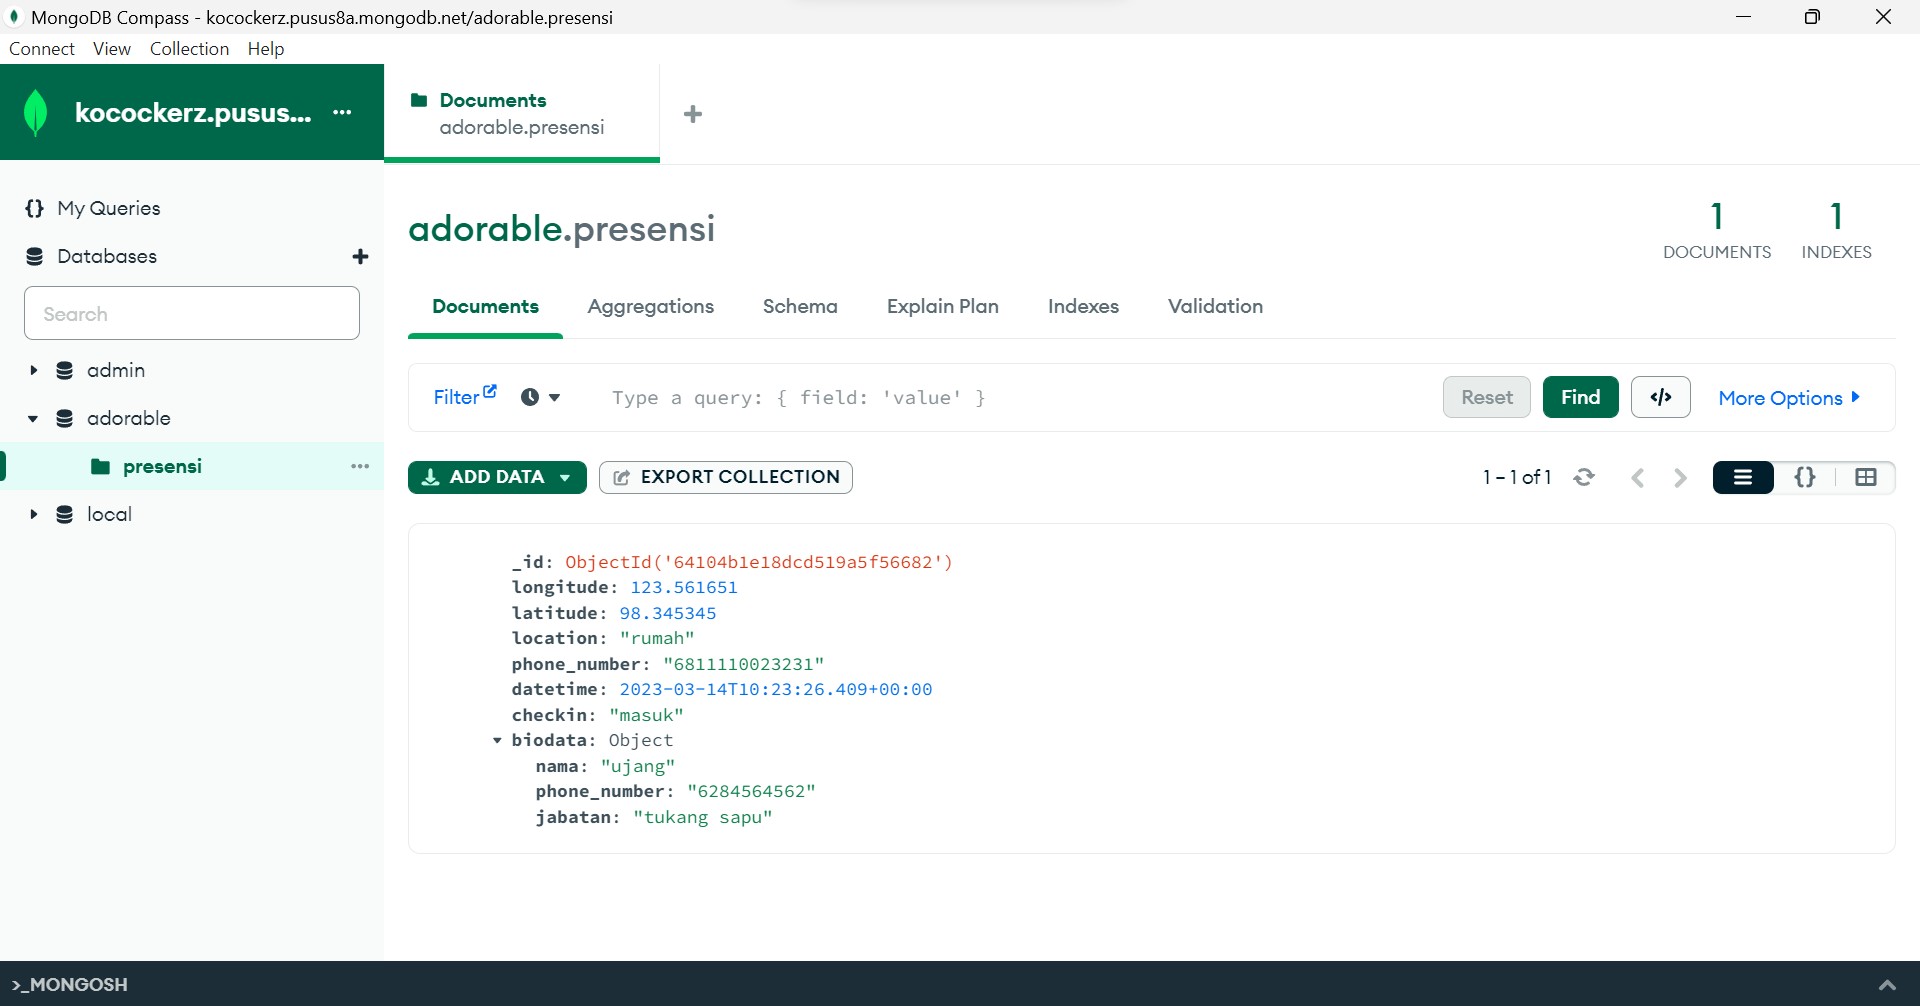 MongoDB Compass - kocockerz.pusus8a.mongodb.net/adorable.presensi
Connect View Collection Help
kocockerz.pusus... ...
Documents
adorable.presensi
+
{} My Queries
Databases +
Search
admin
adorable
presensi ...
local
adorable.presensi
1 DOCUMENTS
1 INDEXES
Documents Aggregations Schema Explain Plan Indexes Validation
Filter Type a query: { field: 'value' } Reset Find </> More Options
ADD DATA EXPORT COLLECTION 1 – 1 of 1 {}
_id: ObjectId('64104b1e18dcd519a5f56682')
longitude: 123.561651
latitude: 98.345345
location: "rumah"
phone_number: "6811110023231"
datetime: 2023-03-14T10:23:26.409+00:00
checkin: "masuk"
biodata: Object
nama: "ujang"
phone_number: "6284564562"
jabatan: "tukang sapu"
>_MONGOSH